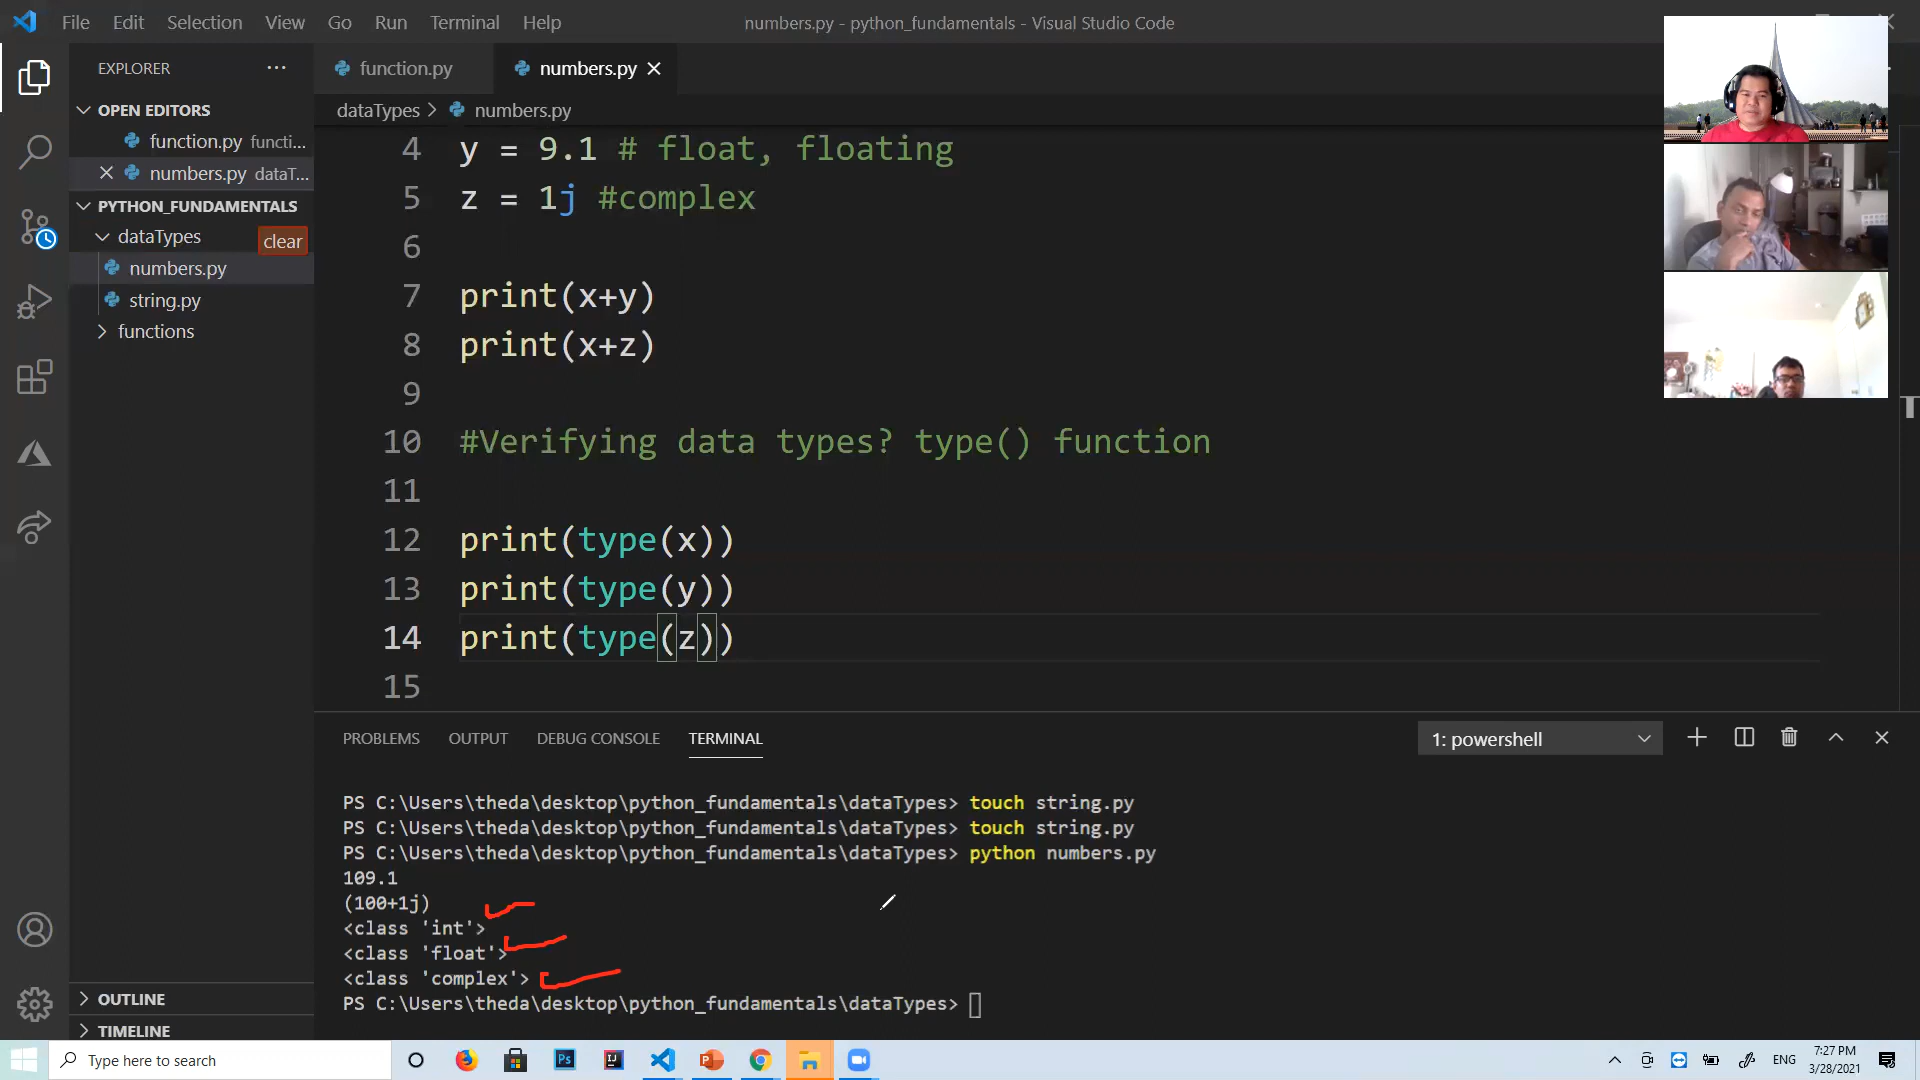 File Edit Selection View Go Run Terminal Help
numbers.py - python_fundamentals - Visual Studio Code
EXPLORER
OPEN EDITORS
function.py functi...
numbers.py dataT...
PYTHON_FUNDAMENTALS
dataTypes
clear
numbers.py
string.py
functions
OUTLINE
TIMELINE
function.py
numbers.py
dataTypes > numbers.py
4 y = 9.1 # float, floating
5 z = 1j #complex
6
7 print(x+y)
8 print(x+z)
9
10 #Verifying data types? type() function
11
12 print(type(x))
13 print(type(y))
14 print(type(z))
15
PROBLEMS OUTPUT DEBUG CONSOLE TERMINAL
1: powershell
PS C:\Users\theda\desktop\python_fundamentals\dataTypes> touch string.py
PS C:\Users\theda\desktop\python_fundamentals\dataTypes> touch string.py
PS C:\Users\theda\desktop\python_fundamentals\dataTypes> python numbers.py
109.1
(100+1j)
<class 'int'>
<class 'float'>
<class 'complex'>
PS C:\Users\theda\desktop\python_fundamentals\dataTypes>
Type here to search
Ps
IJ
ENG
7:27 PM
3/28/2021